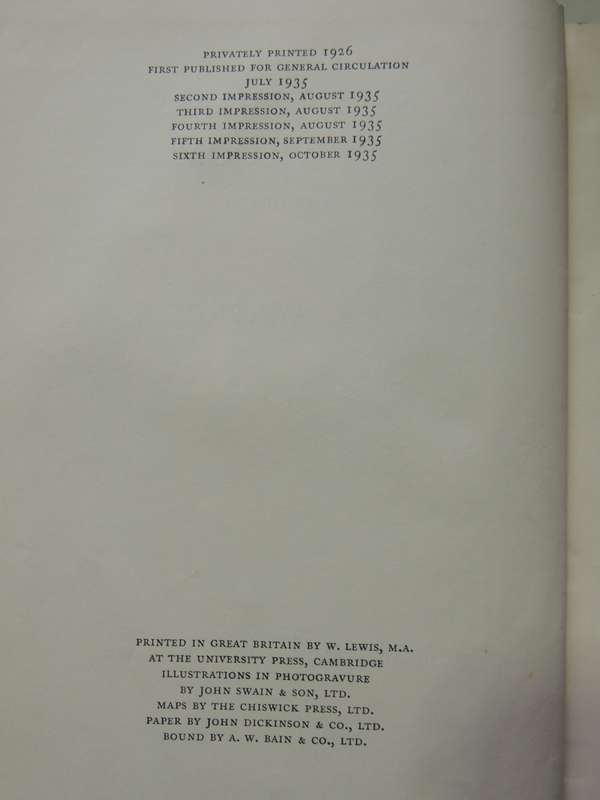 PRIVATELY PRINTED 1926
FIRST PUBLISHED FOR GENERAL CIRCULATION
JULY 1935
SECOND IMPRESSION, AUGUST 1935
THIRD IMPRESSION, AUGUST 1935
FOURTH IMPRESSION, AUGUST 1935
FIFTH IMPRESSION, SEPTEMBER 1935
SIXTH IMPRESSION, OCTOBER 1935
PRINTED IN GREAT BRITAIN BY W. LEWIS, M.A.
AT THE UNIVERSITY PRESS, CAMBRIDGE
ILLUSTRATIONS IN PHOTOGRAVURE
BY JOHN SWAIN & SON, LTD.
MAPS BY THE CHISWICK PRESS, LTD.
PAPER BY JOHN DICKINSON & CO., LTD.
BOUND BY A. W. BAIN & CO., LTD.